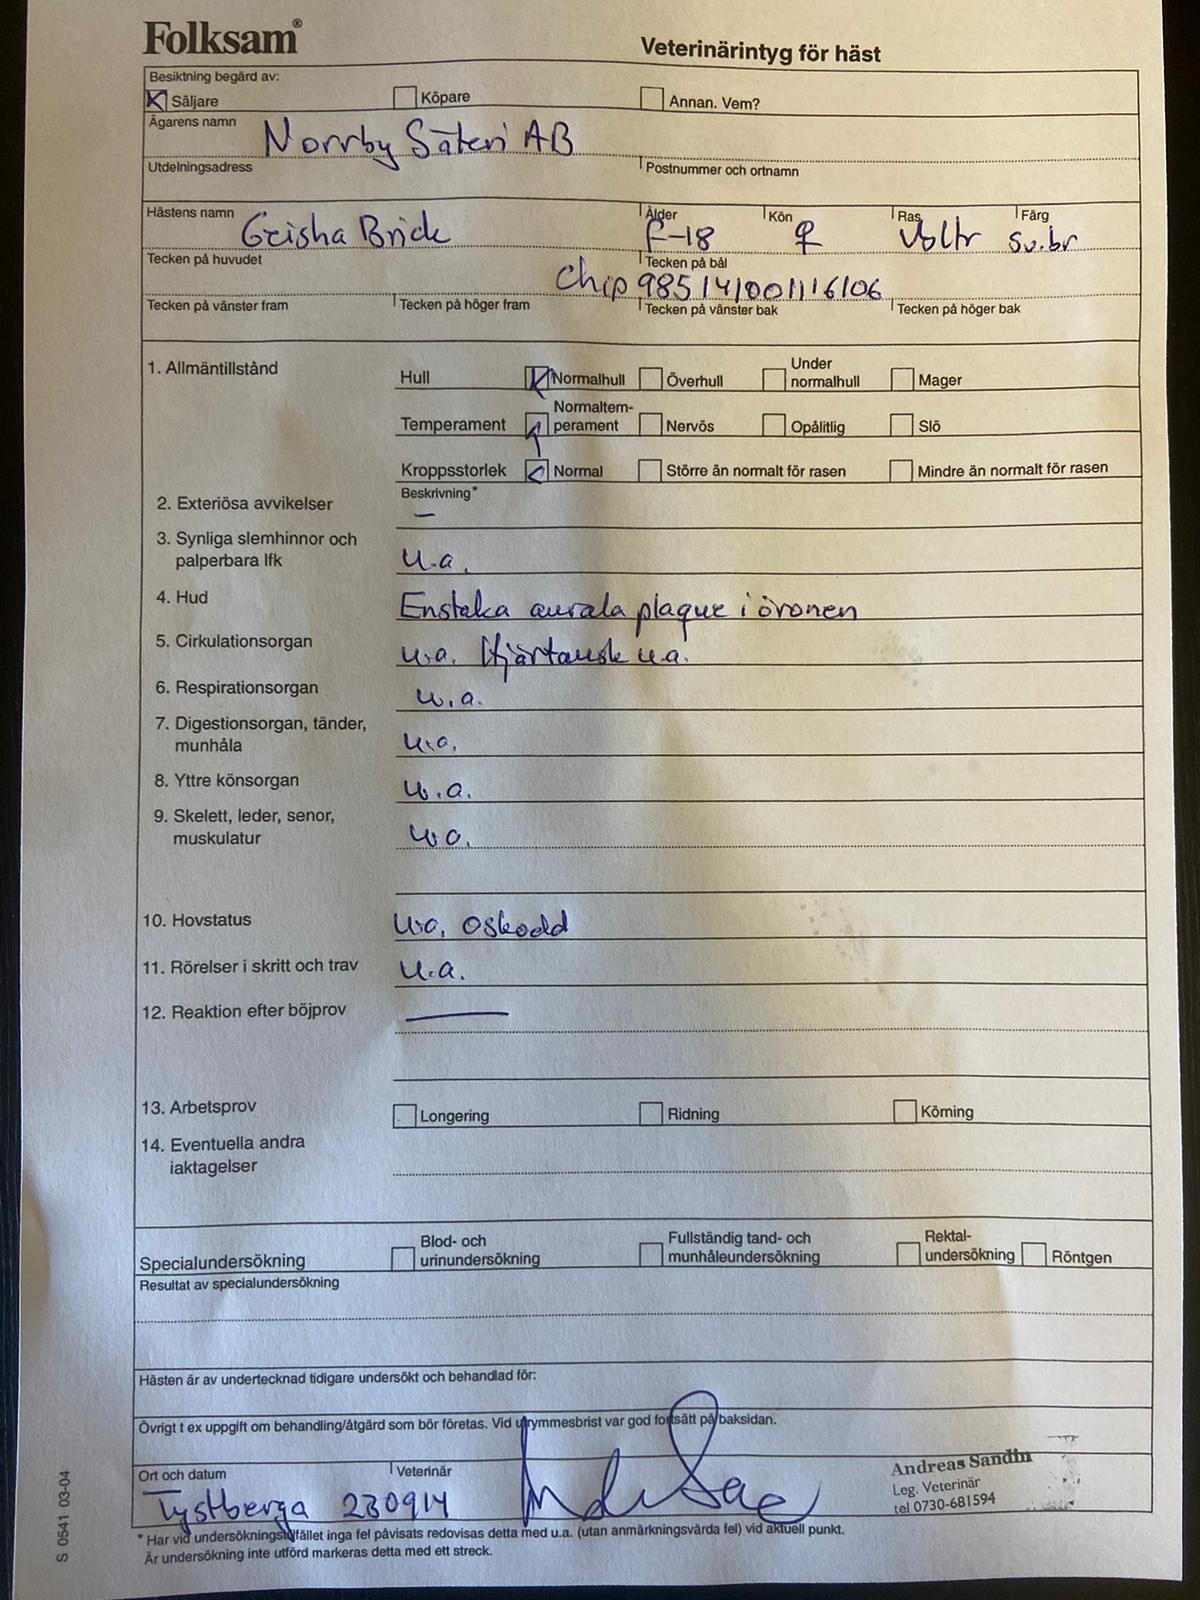 Folksam®
Veterinärintyg för häst
Besiktning begärd av:
Säljare Köpare Annan. Vem?
Ägarens namn Norrby Säteri AB
Utdelningsadress Postnummer och ortnamn
Hästens namn Geisha Brick Ålder F-18 Kön ♀ Ras Vbltr Färg Sv.br
Tecken på huvudet Tecken på bål
Chip 985141001116106
Tecken på vänster fram Tecken på höger fram Tecken på vänster bak Tecken på höger bak
1. Allmäntillstånd Hull Normalhull Överhull Under normalhull Mager
Temperament Normaltem-perament Nervös Opålitlig Slö
Kroppsstorlek Normal Större än normalt för rasen Mindre än normalt för rasen
Beskrivning*
2. Exteriösa avvikelser –
3. Synliga slemhinnor och
palperbara lfk u.a.
4. Hud Enstaka aurala plaque i öronen
5. Cirkulationsorgan u.a. Hjärtausk u.a.
6. Respirationsorgan u.a.
7. Digestionsorgan, tänder,
munhåla u.a.
8. Yttre könsorgan u.a.
9. Skelett, leder, senor,
muskulatur u.a.
10. Hovstatus u.a. oskodd
11. Rörelser i skritt och trav u.a.
12. Reaktion efter böjprov —
13. Arbetsprov Longering Ridning Körning
14. Eventuella andra
iaktagelser
Specialundersökning Blod- och urinundersökning Fullständig tand- och munhåleundersökning Rektal-undersökning Röntgen
Resultat av specialundersökning
Hästen är av undertecknad tidigare undersökt och behandlad för:
Övrigt t ex uppgift om behandling/åtgärd som bör företas. Vid utrymmesbrist var god fortsätt på baksidan.
Ort och datum Veterinär
Tystberga 230914
Andreas Sandin
Leg. Veterinär
tel 0730-681594
* Har vid undersökningstillfället inga fel påvisats redovisas detta med u.a. (utan anmärkningsvärda fel) vid aktuell punkt.
Är undersökning inte utförd markeras detta med ett streck.
S 0541 03-04